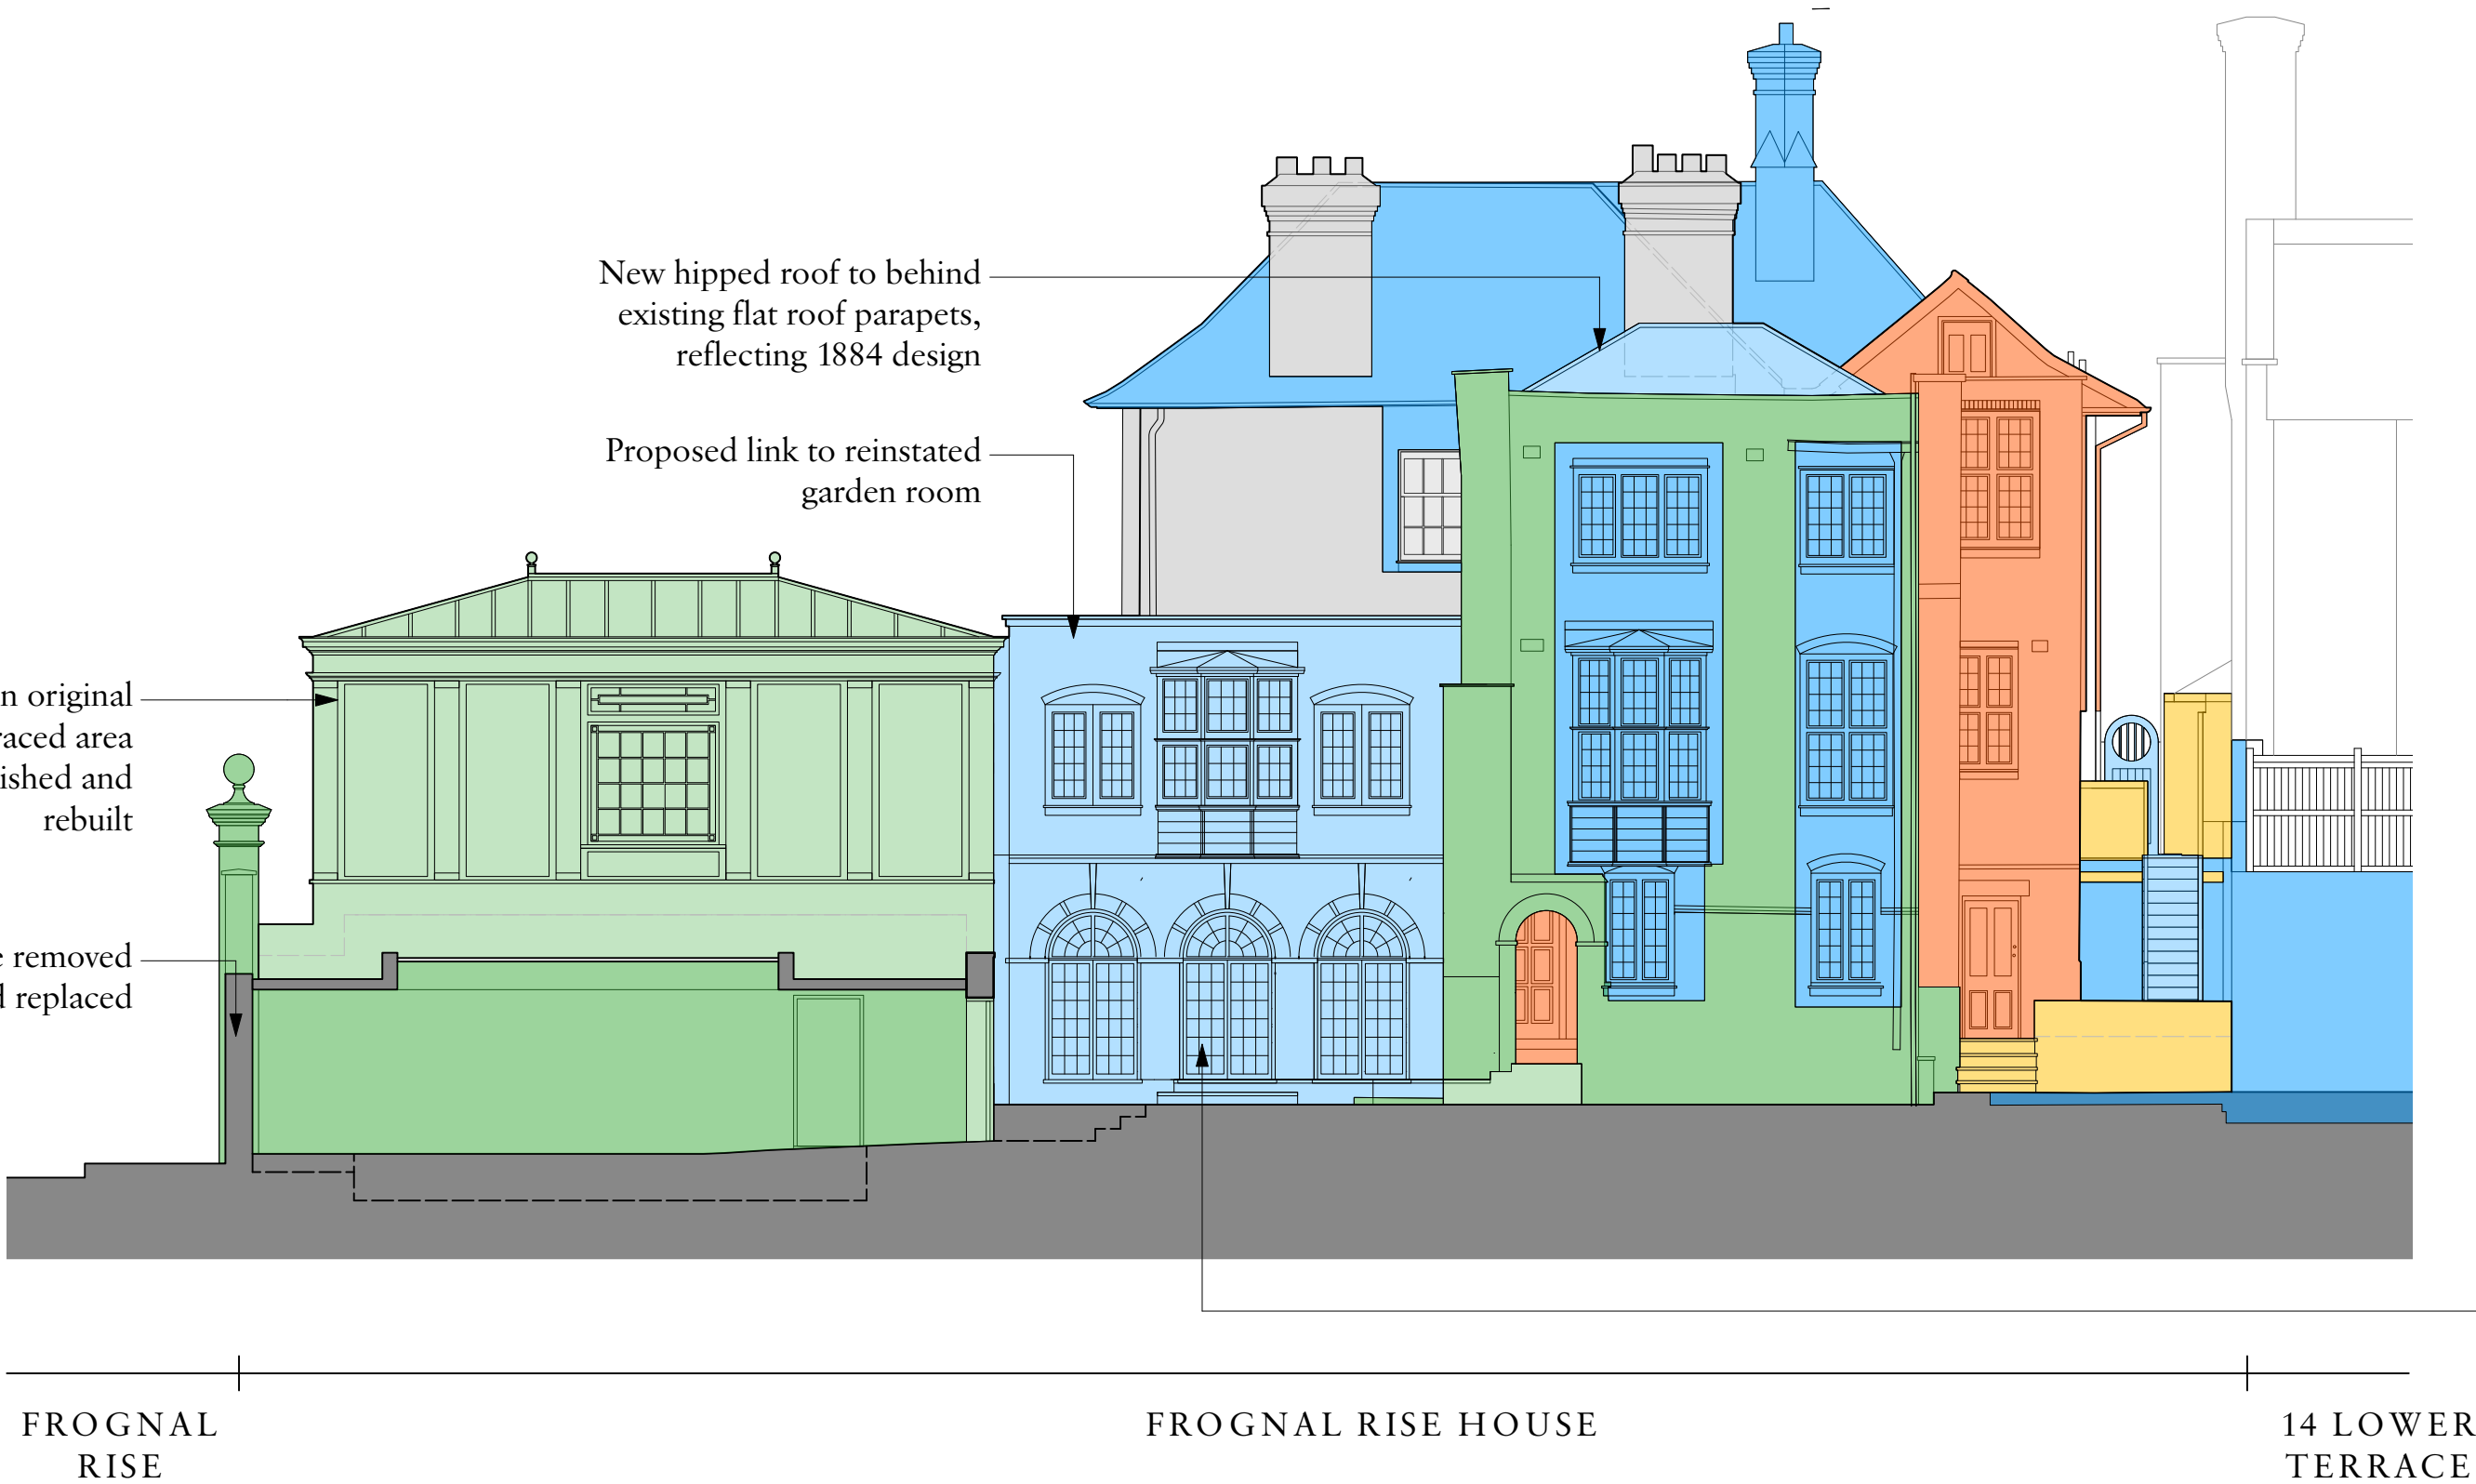 New hipped roof to behind
existing flat roof parapets,
reflecting 1884 design
Proposed link to reinstated
garden room
n original
raced area
ished and
rebuilt
e removed
d replaced
FROGNAL
RISE
FROGNAL RISE HOUSE
14 LOWER
TERRACE